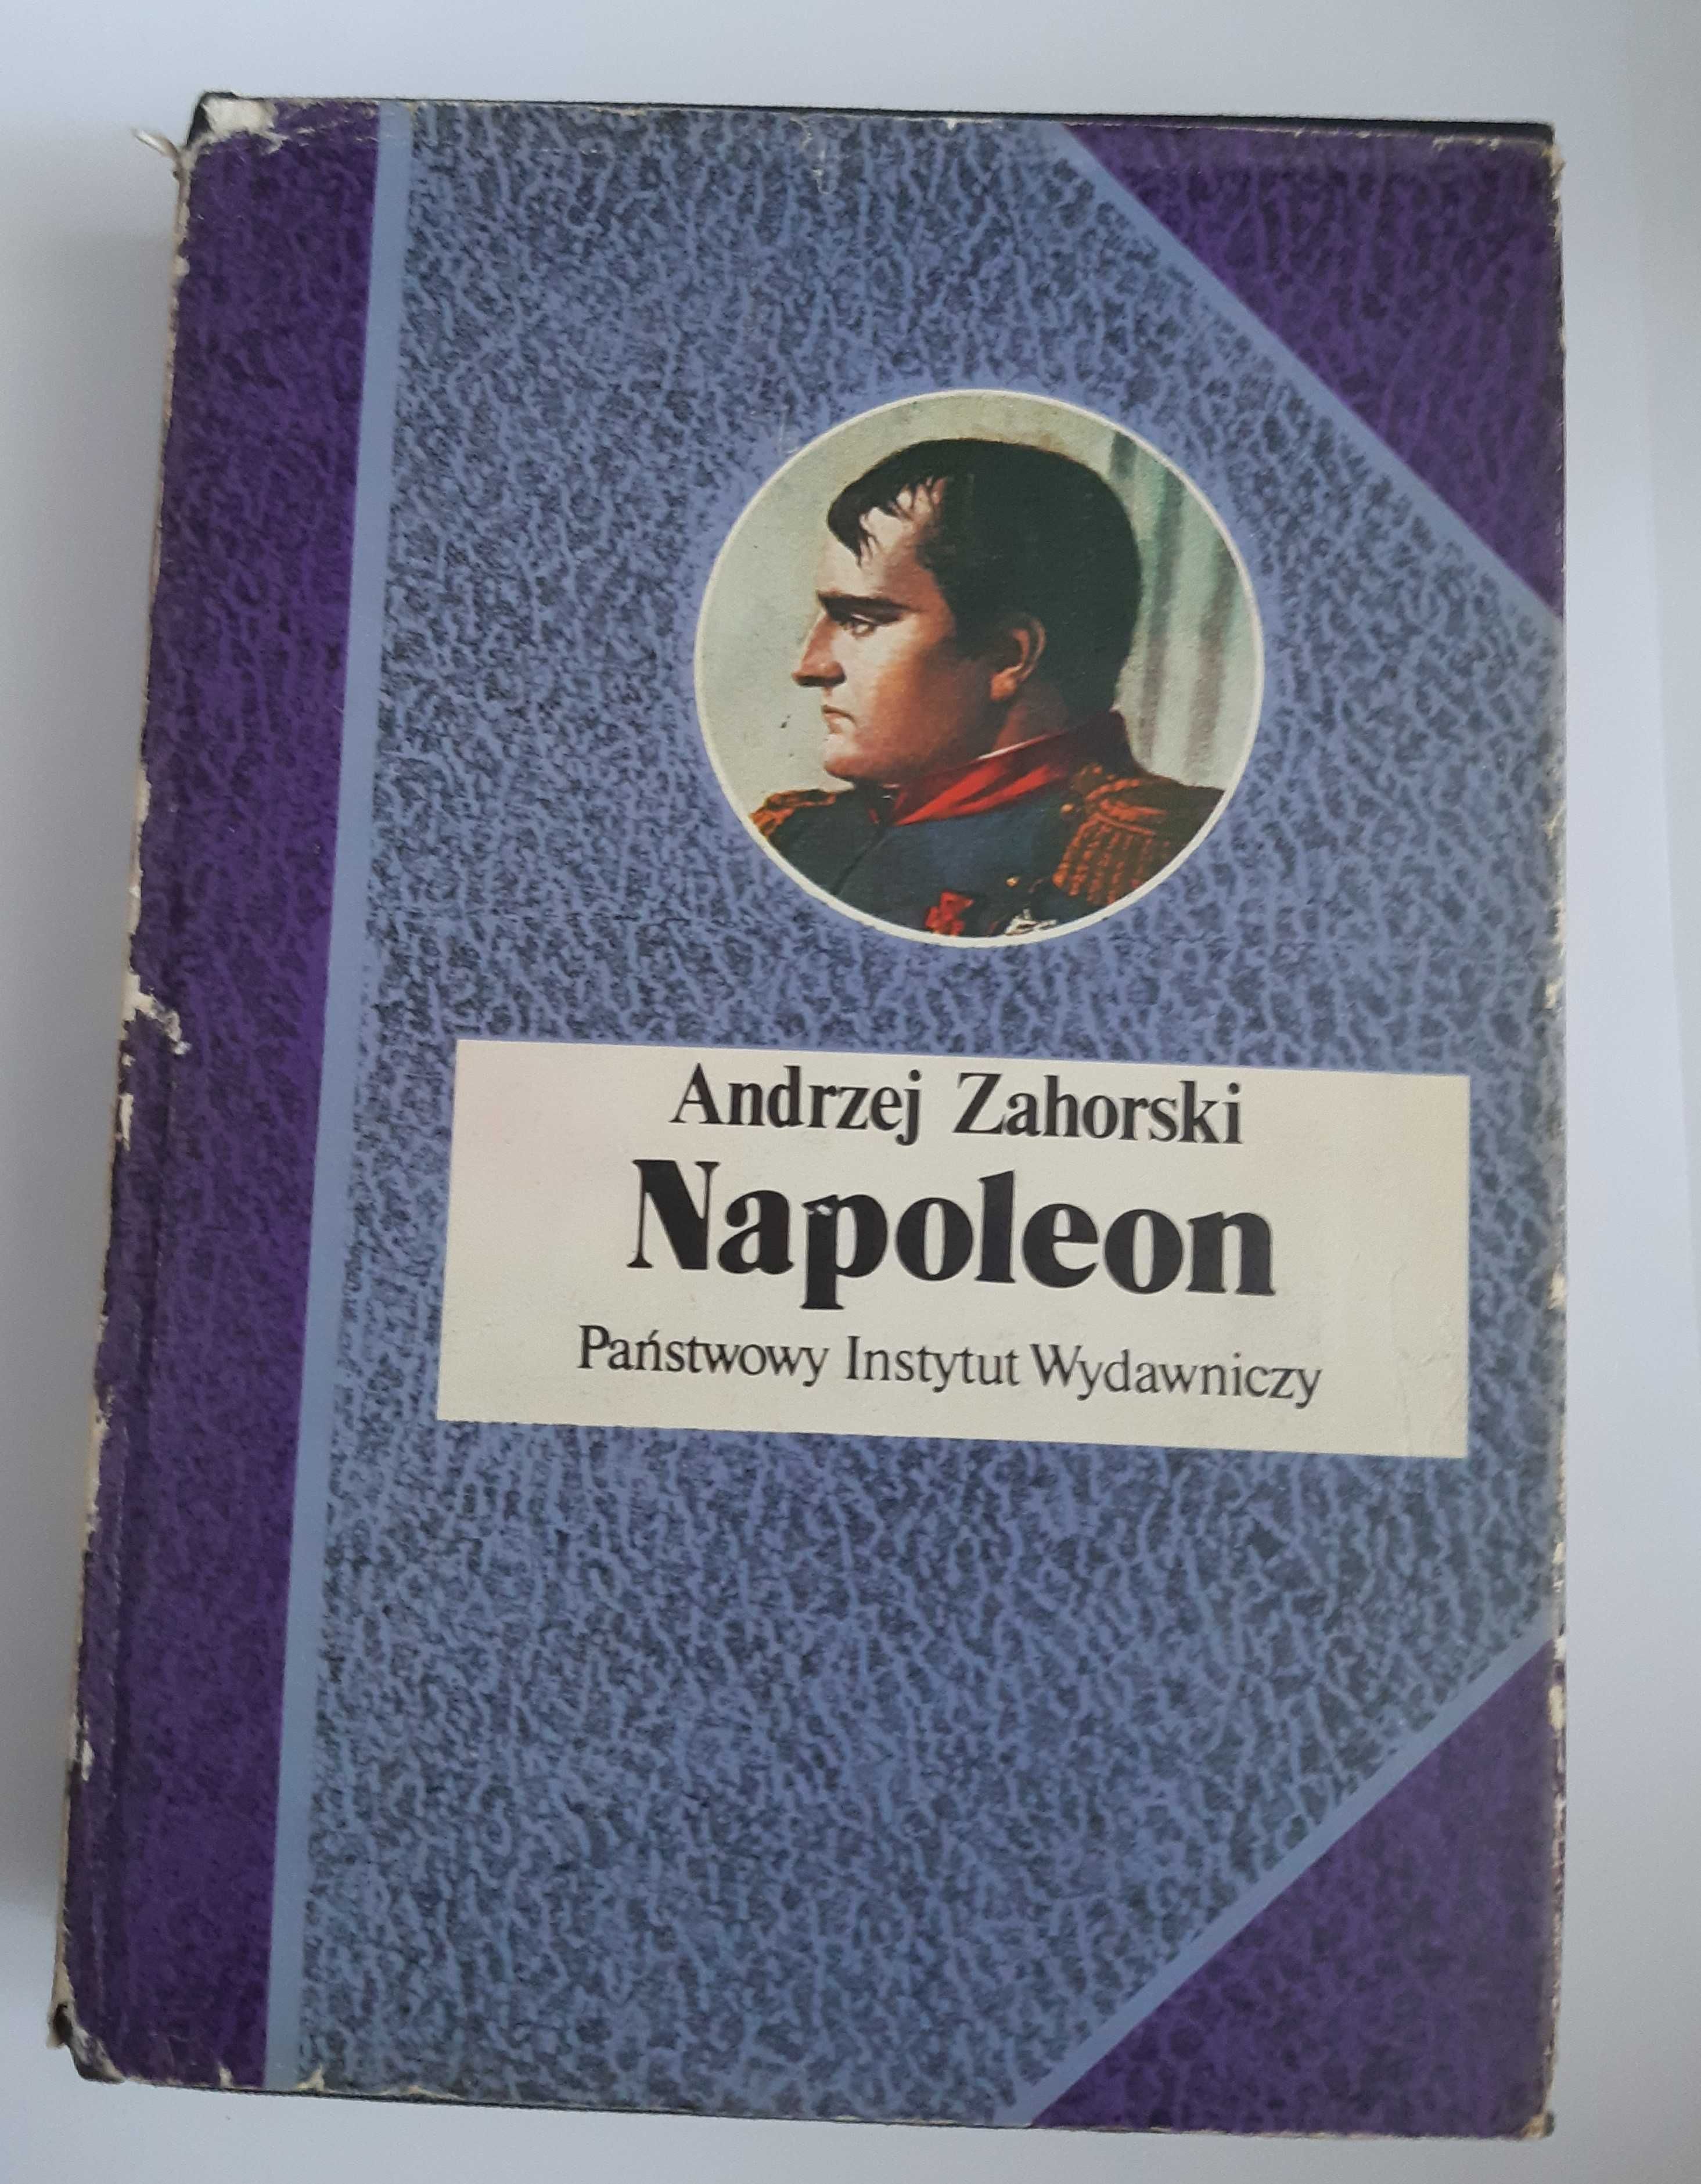 Andrzej Zahorski
Napoleon
Państwowy Instytut Wydawniczy